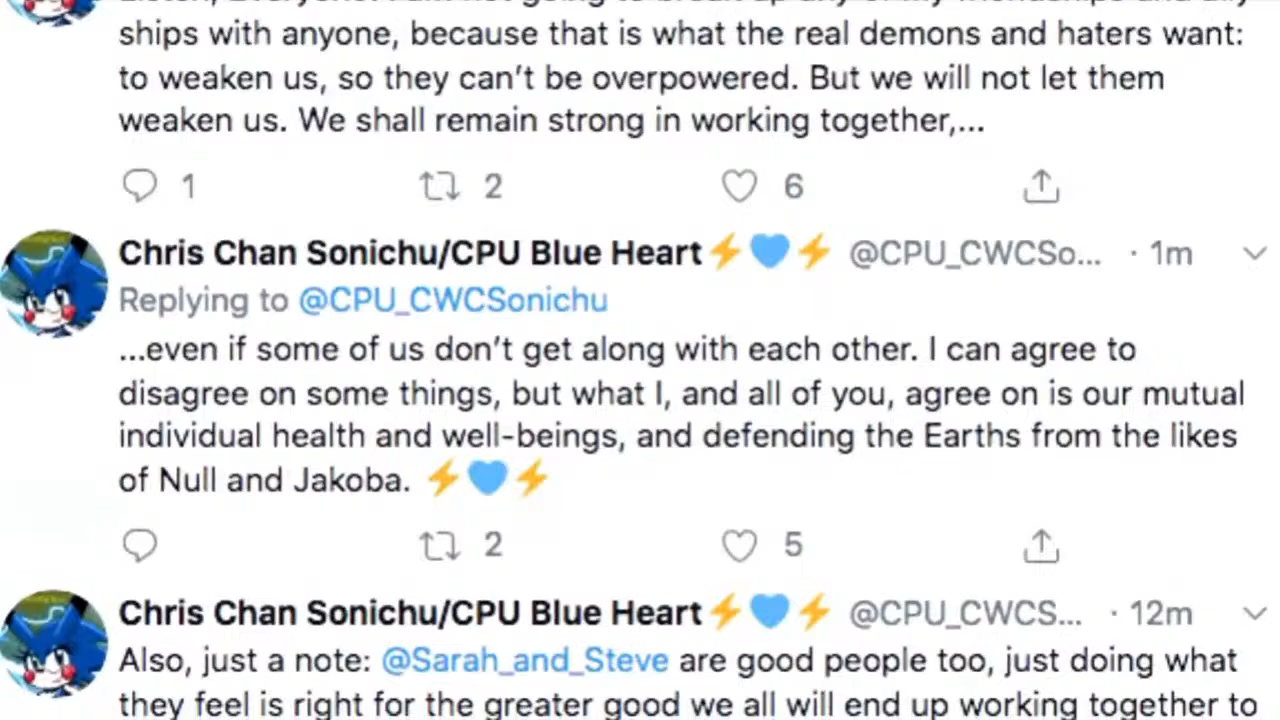 ships with anyone, because that is what the real demons and haters want:
to weaken us, so they can’t be overpowered. But we will not let them
weaken us. We shall remain strong in working together,...
1 2 6
Chris Chan Sonichu/CPU Blue Heart⚡💙⚡ @CPU_CWCSo... · 1m
Replying to @CPU_CWCSonichu
...even if some of us don’t get along with each other. I can agree to
disagree on some things, but what I, and all of you, agree on is our mutual
individual health and well-beings, and defending the Earths from the likes
of Null and Jakoba. ⚡💙⚡
2 5
Chris Chan Sonichu/CPU Blue Heart⚡💙⚡ @CPU_CWCS... · 12m
Also, just a note: @Sarah_and_Steve are good people too, just doing what
they feel is right for the greater good we all will end up working together to